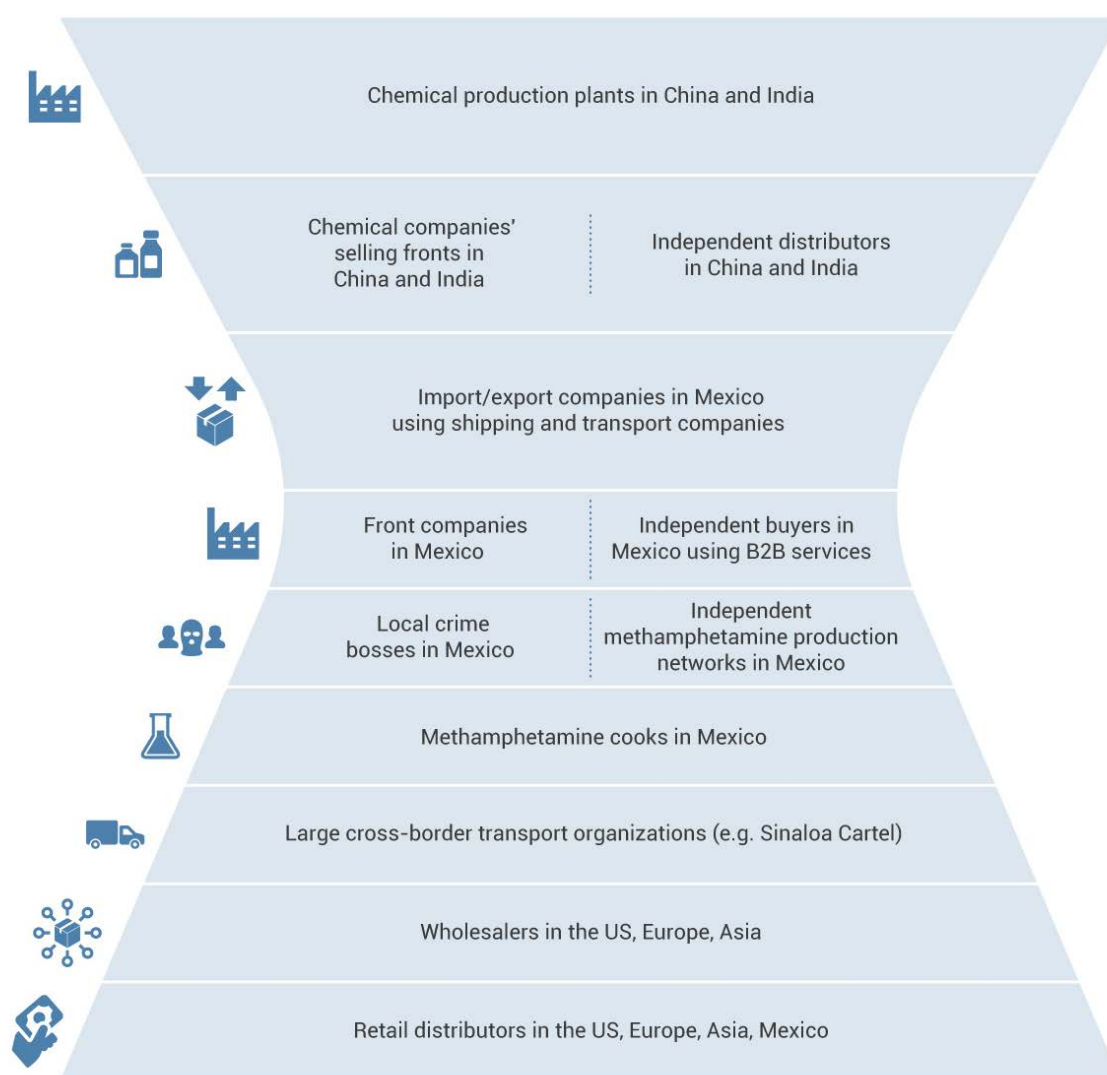 Chemical production plants in China and India
Chemical companies'
selling fronts in
China and India
Independent distributors
in China and India
Import/export companies in Mexico
using shipping and transport companies
Front companies
in Mexico
Independent buyers in
Mexico using B2B services
Local crime
bosses in Mexico
Independent
methamphetamine production
networks in Mexico
Methamphetamine cooks in Mexico
Large cross-border transport organizations (e.g. Sinaloa Cartel)
Wholesalers in the US, Europe, Asia
Retail distributors in the US, Europe, Asia, Mexico